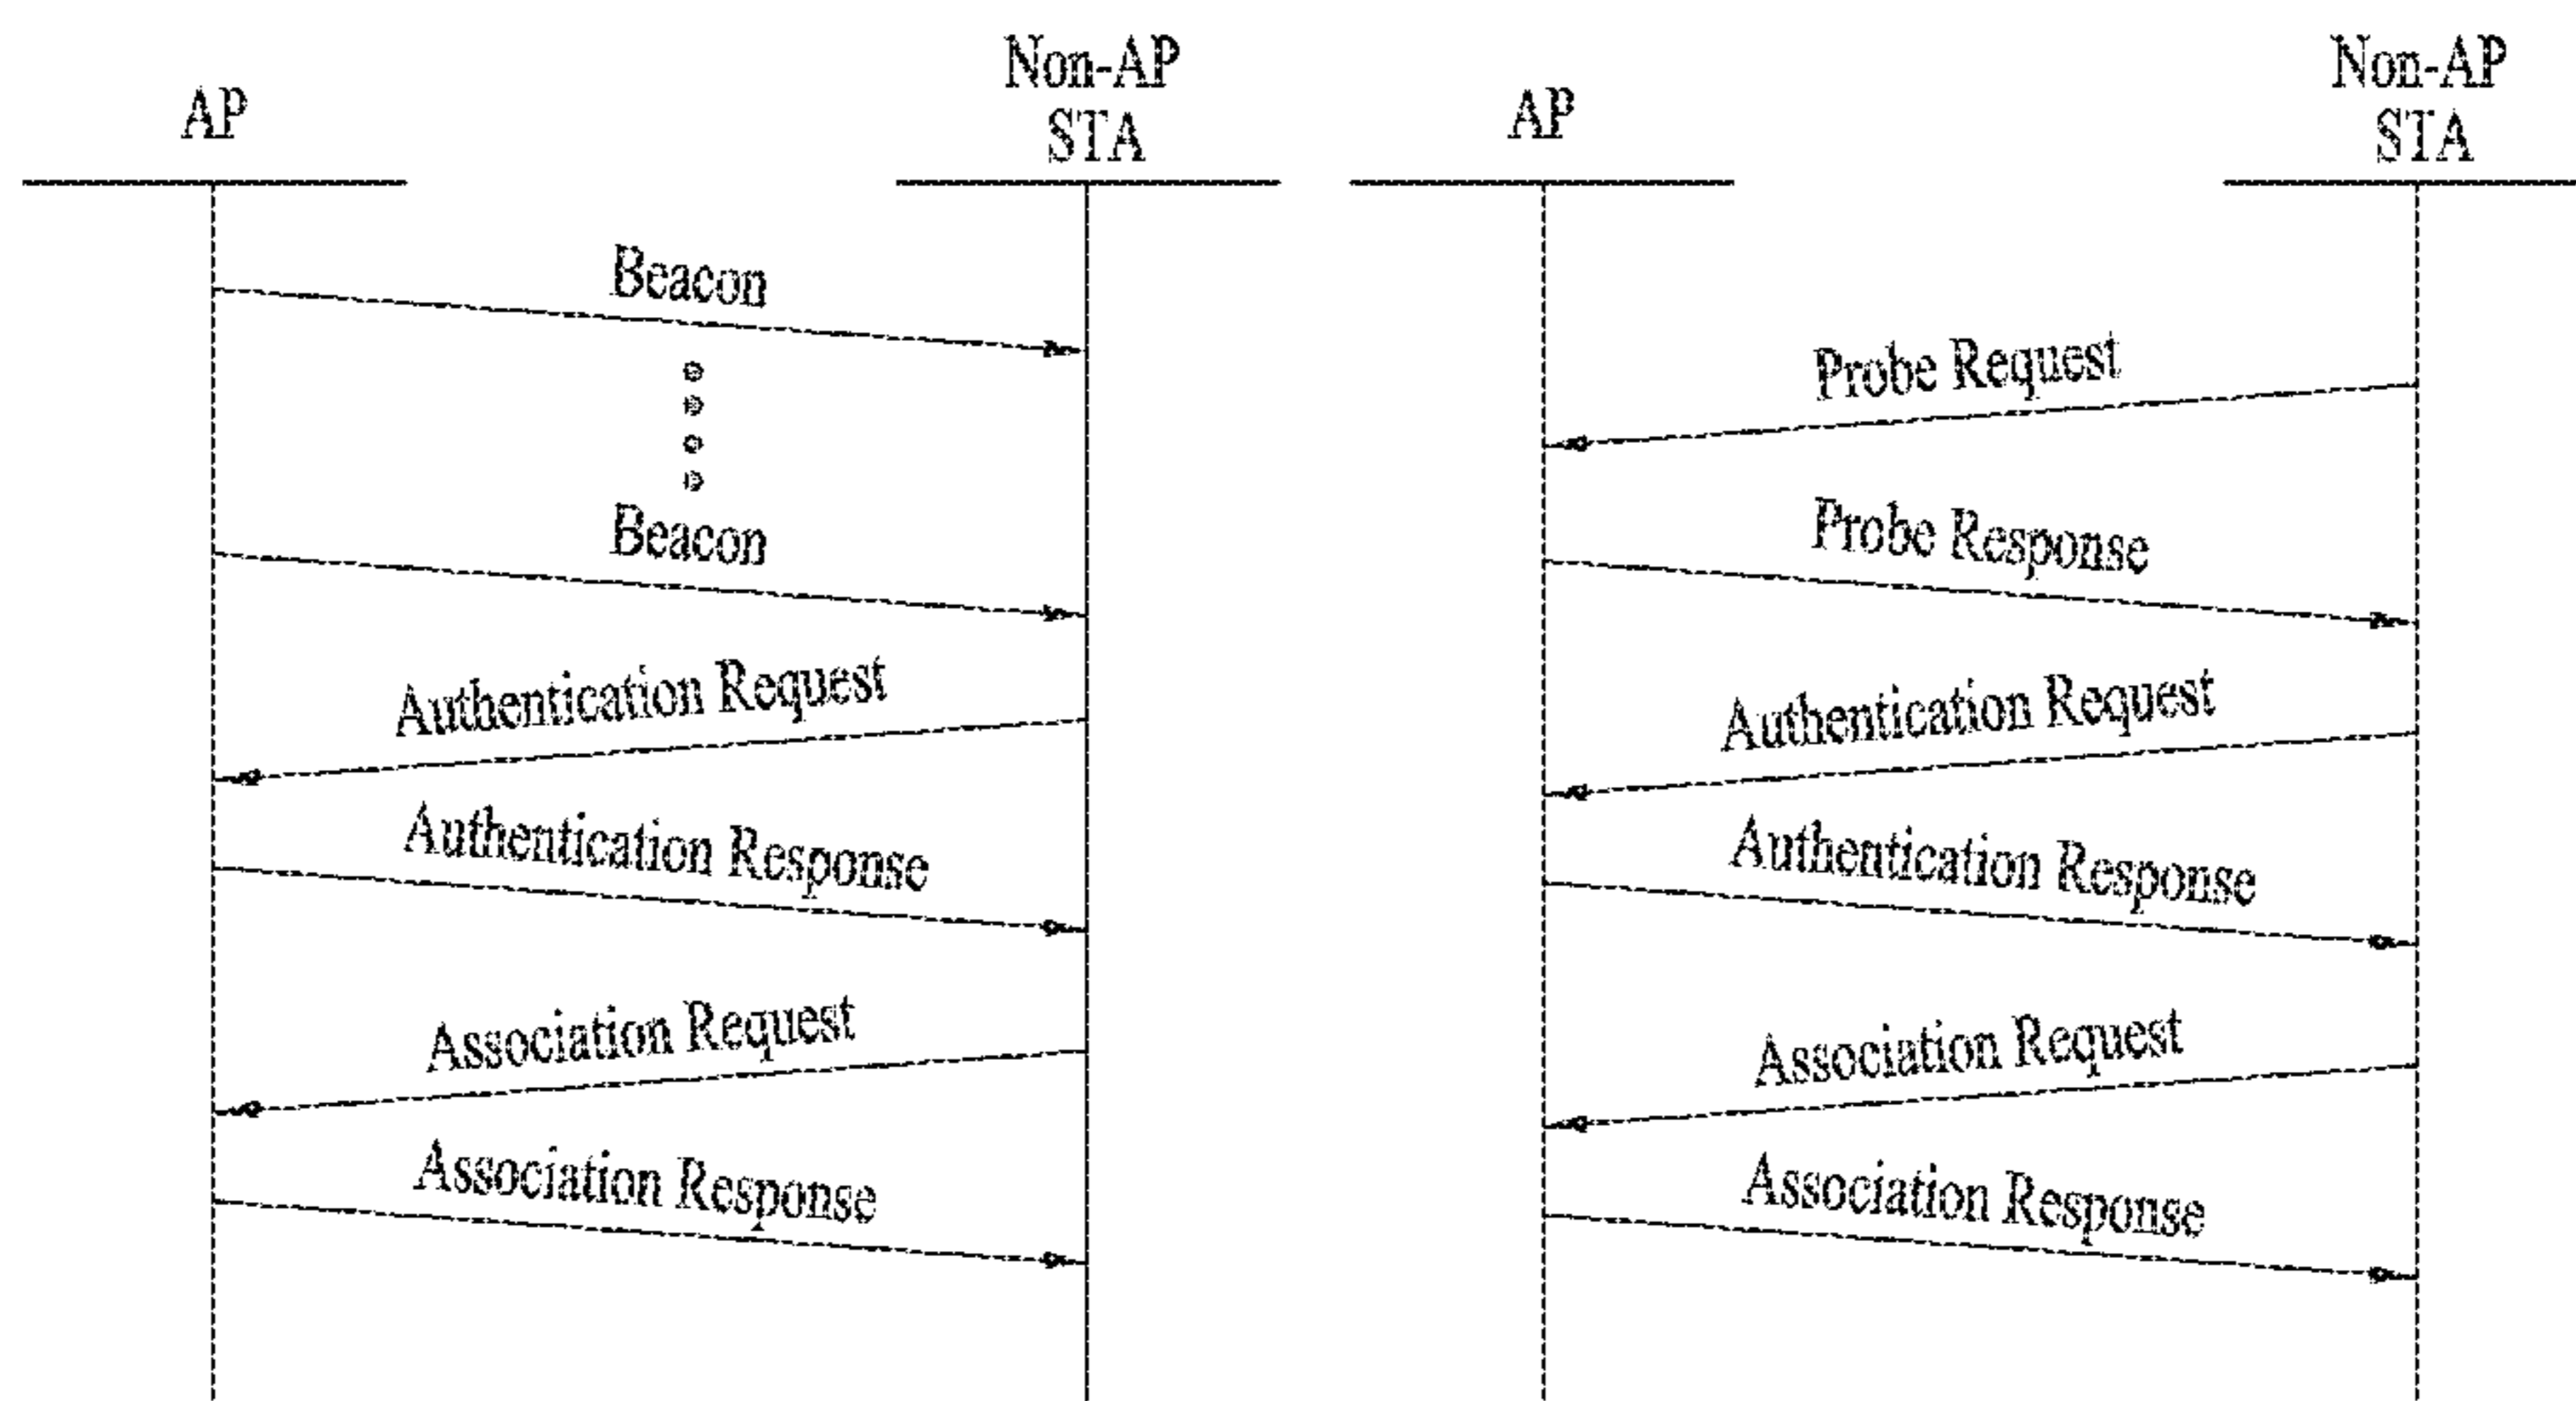 AP
Non-AP
STA
Beacon
Beacon
Authentication Request
Authentication Response
Association Request
Association Response
AP
Non-AP
STA
Probe Request
Probe Response
Authentication Request
Authentication Response
Association Request
Association Response